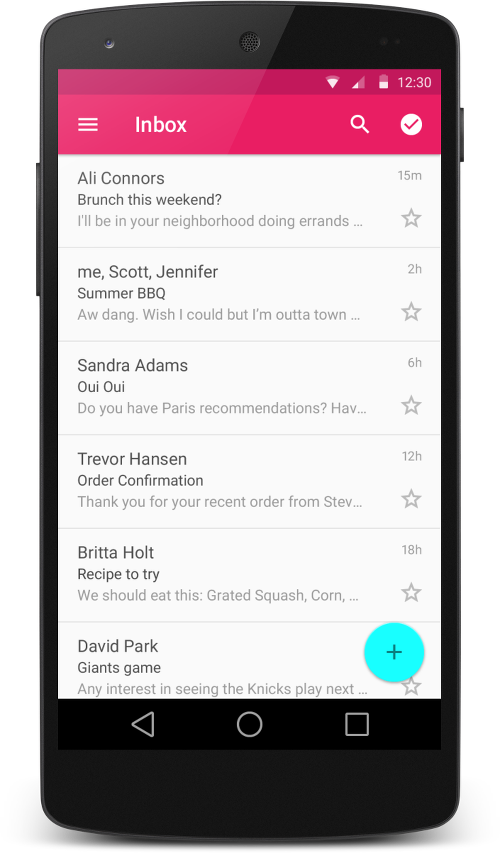 12:30
Inbox
Ali Connors 15m
Brunch this weekend?
I'll be in your neighborhood doing errands ...
me, Scott, Jennifer 2h
Summer BBQ
Aw dang. Wish I could but I’m outta town ...
Sandra Adams 6h
Oui Oui
Do you have Paris recommendations? Hav...
Trevor Hansen 12h
Order Confirmation
Thank you for your recent order from Stev...
Britta Holt 18h
Recipe to try
We should eat this: Grated Squash, Corn, ...
David Park
Giants game
Any interest in seeing the Knicks play next ...